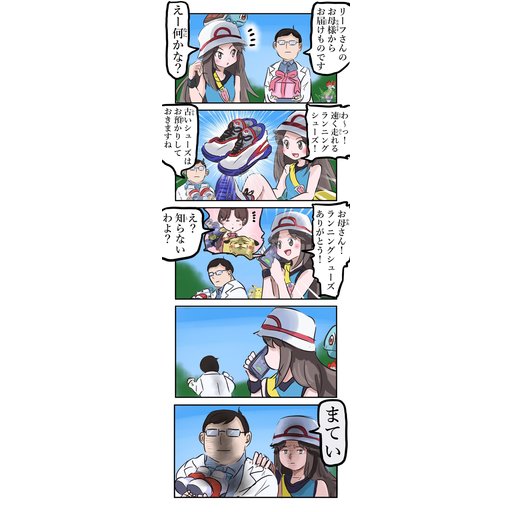 リーフさんの
お母様から
お届けものです
えー何かな？
わ～っ！
速く走れる
ランニング
シューズ！
古いシューズは
お預かりして
おきますね
お母さん！
ランニングシューズ
ありがとう！
え？
知らない
わよ？
まてい